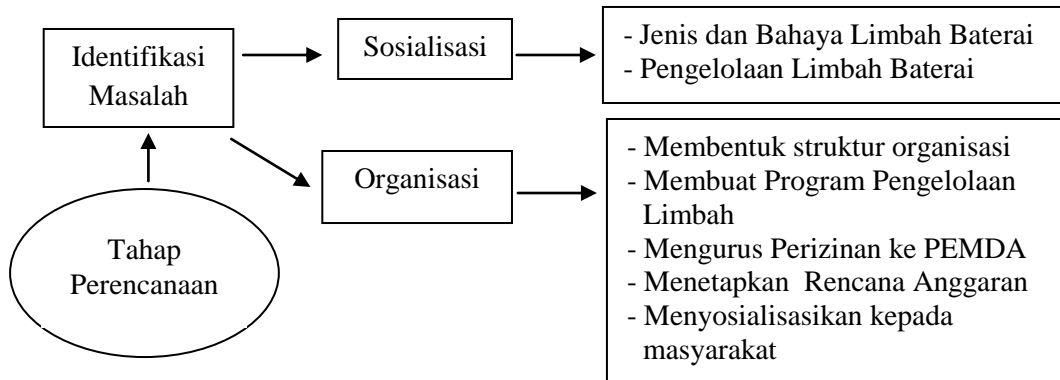 Identifikasi
Masalah
Sosialisasi
- Jenis dan Bahaya Limbah Baterai
- Pengelolaan Limbah Baterai
Organisasi
- Membentuk struktur organisasi
- Membuat Program Pengelolaan
Limbah
- Mengurus Perizinan ke PEMDA
- Menetapkan Rencana Anggaran
- Menyosialisasikan kepada
masyarakat
Tahap
Perencanaan